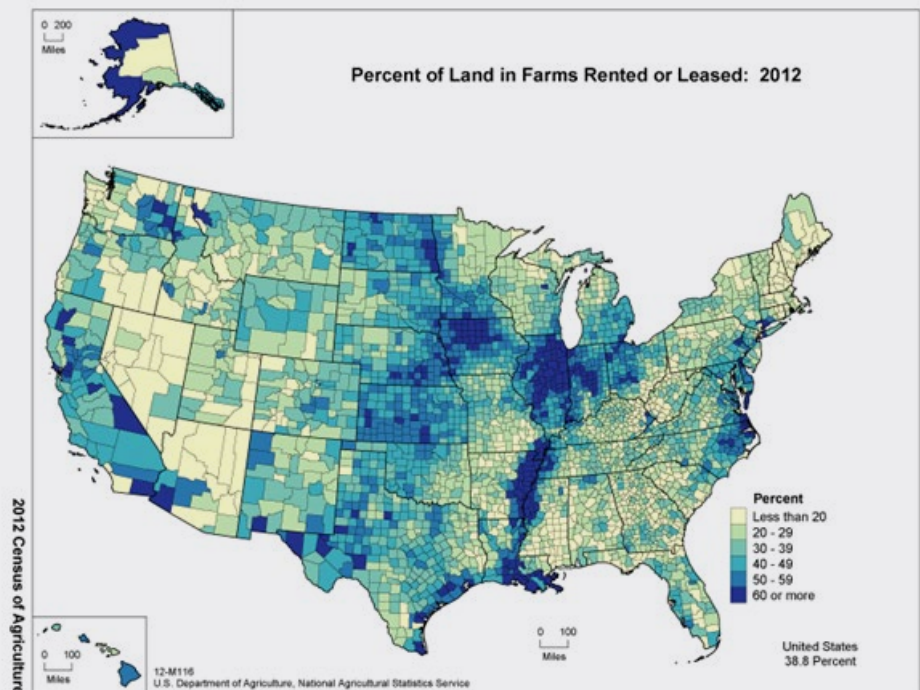 0 200
Miles
Percent of Land in Farms Rented or Leased: 2012
2012 Census of Agriculture
Percent
Less than 20
20 - 29
30 - 39
40 - 49
50 - 59
60 or more
0 100
Miles
0 100
Miles
United States
38.8 Percent
12-M116
U.S. Department of Agriculture, National Agricultural Statistics Service